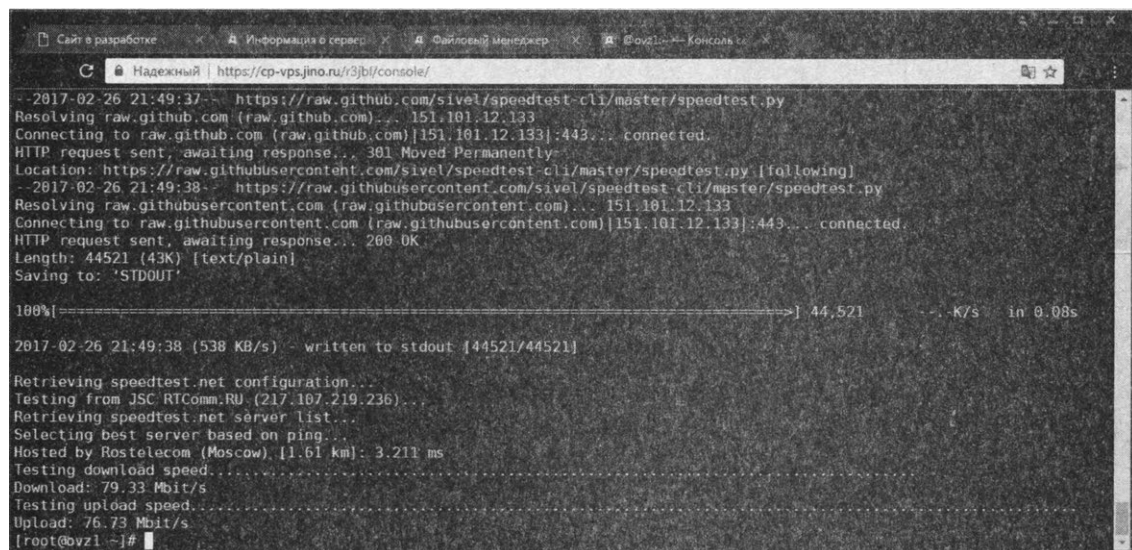 Сайт в разработке
Информация о сервер
Файловый менеджер
Консоль
Надежный | https://cp-vps.jino.ru/r3jbl/console/
--2017-02-26 21:49:37-- https://raw.github.com/sivel/speedtest-cli/master/speedtest.py
Resolving raw.github.com (raw.github.com)... 151.101.12.133
Connecting to raw.github.com (raw.github.com)|151.101.12.133|:443... connected.
HTTP request sent, awaiting response... 301 Moved Permanently
Location: https://raw.githubusercontent.com/sivel/speedtest-cli/master/speedtest.py [following]
--2017-02-26 21:49:38-- https://raw.githubusercontent.com/sivel/speedtest-cli/master/speedtest.py
Resolving raw.githubusercontent.com (raw.githubusercontent.com)... 151.101.12.133
Connecting to raw.githubusercontent.com (raw.githubusercontent.com)|151.101.12.133|:443... connected.
HTTP request sent, awaiting response... 200 OK
Length: 44521 (43K) [text/plain]
Saving to: ‘STDOUT’
100%[======================================================================================>] 44,521 --.-K/s in 0.08s
2017-02-26 21:49:38 (538 KB/s) - written to stdout [44521/44521]
Retrieving speedtest.net configuration...
Testing from JSC RTComm.RU (217.107.219.236)...
Retrieving speedtest.net server list...
Selecting best server based on ping...
Hosted by Rostelecom (Moscow) [1.61 km]: 3.211 ms
Testing download speed................................................................................
Download: 79.33 Mbit/s
Testing upload speed................................................................................................
Upload: 76.73 Mbit/s
[root@ovz1 ~]#